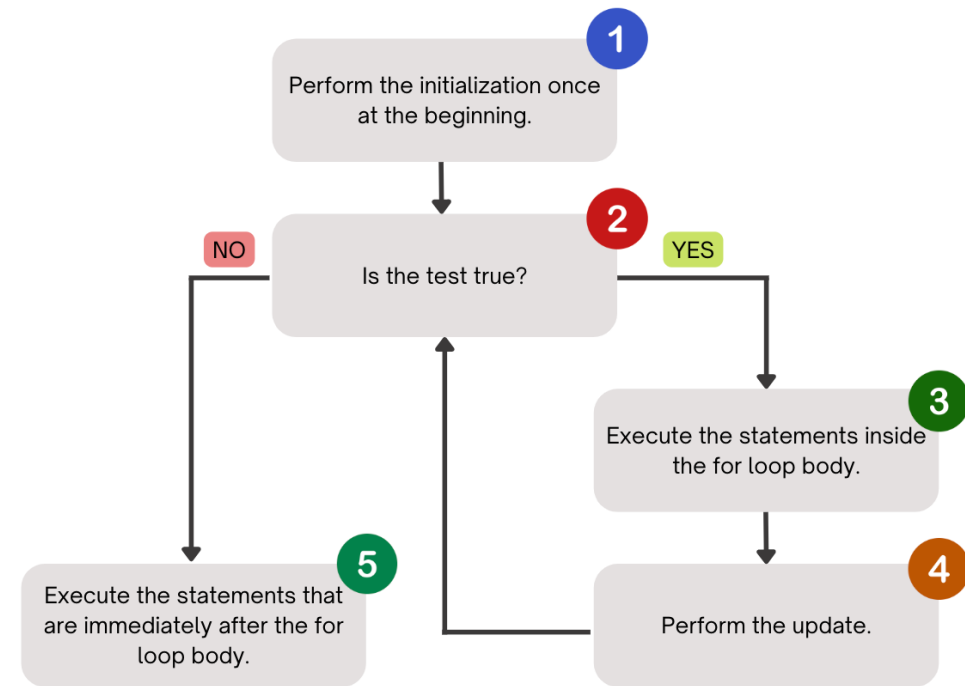 1
Perform the initialization once
at the beginning.
2
NO
YES
Is the test true?
3
Execute the statements inside
the for loop body.
4
Perform the update.
5
Execute the statements that
are immediately after the for
loop body.